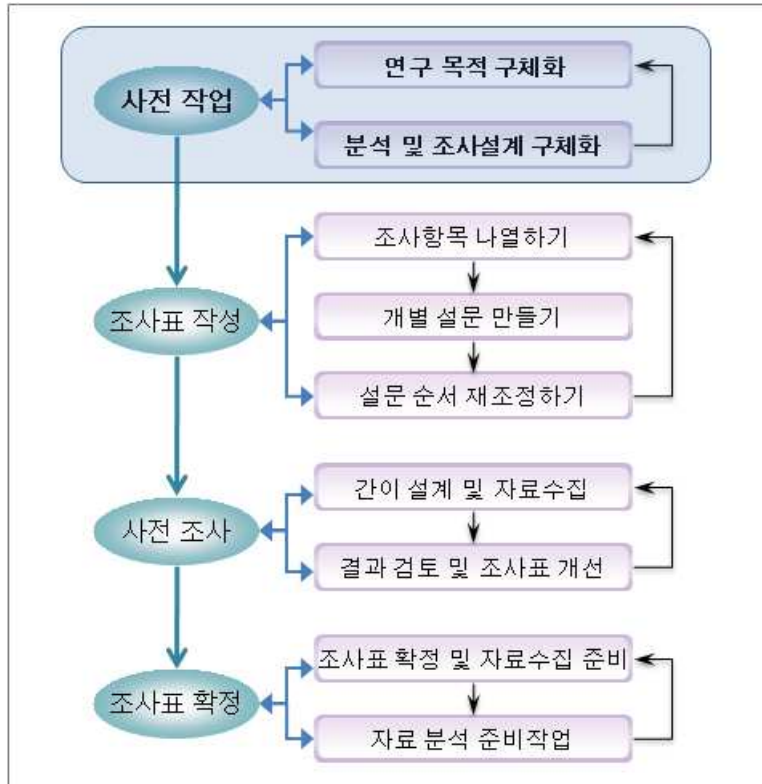 사전 작업
연구 목적 구체화
분석 및 조사설계 구체화
조사표 작성
조사항목 나열하기
개별 설문 만들기
설문 순서 재조정하기
사전 조사
간이 설계 및 자료수집
결과 검토 및 조사표 개선
조사표 확정
조사표 확정 및 자료수집 준비
자료 분석 준비작업